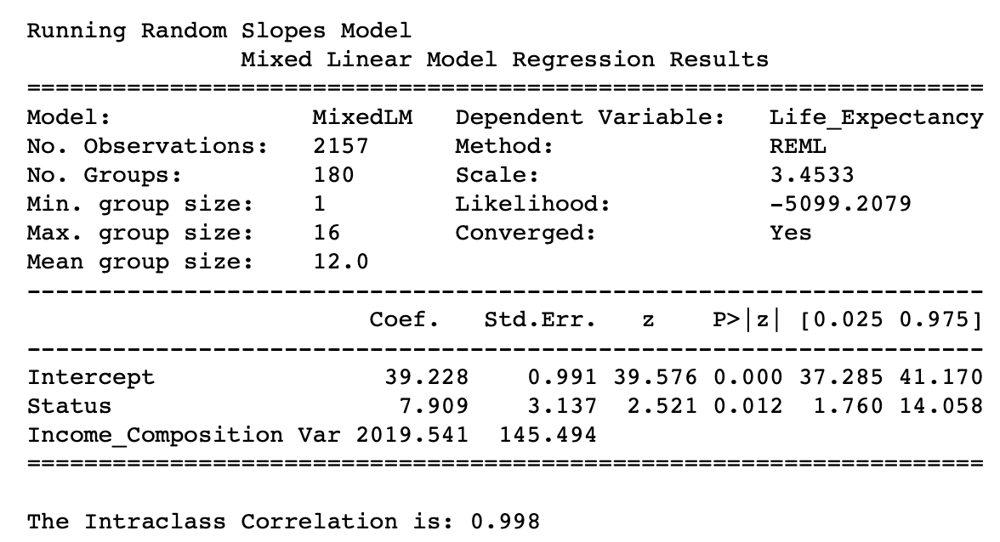 Running Random Slopes Model
Mixed Linear Model Regression Results
====================================================================
Model: MixedLM Dependent Variable: Life_Expectancy
No. Observations: 2157 Method: REML
No. Groups: 180 Scale: 3.4533
Min. group size: 1 Likelihood: -5099.2079
Max. group size: 16 Converged: Yes
Mean group size: 12.0
--------------------------------------------------------------------
Coef. Std.Err. z P>|z| [0.025 0.975]
--------------------------------------------------------------------
Intercept 39.228 0.991 39.576 0.000 37.285 41.170
Status 7.909 3.137 2.521 0.012 1.760 14.058
Income_Composition Var 2019.541 145.494
====================================================================
The Intraclass Correlation is: 0.998